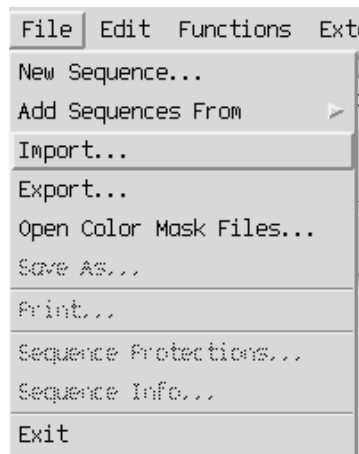 File Edit Functions Exte
New Sequence...
Add Sequences From
Import...
Export...
Open Color Mask Files...
Save As...
Print...
Sequence Protections...
Sequence Info...
Exit